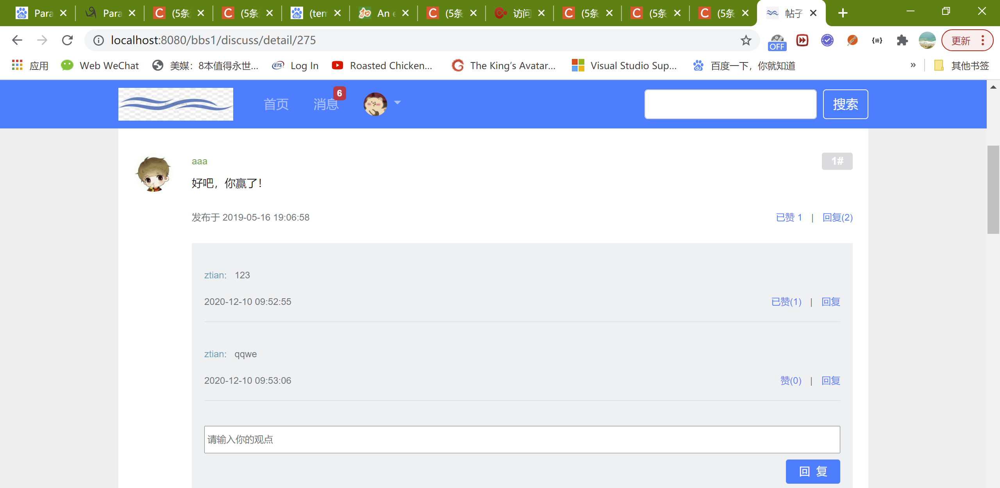 Para
Para
(5条
(5条
(tem
An e
(5条
访问
(5条
(5条
(5条
帖子
localhost:8080/bbs1/discuss/detail/275
OFF
更新
应用
Web WeChat
美媒：8本值得永世...
ETS
Log In
Roasted Chicken...
The King's Avatar...
Visual Studio Sup...
du
百度一下，你就知道
»
其他书签
首页
消息
6
搜索
aaa
1#
好吧，你赢了！
发布于 2019-05-16 19:06:58
已赞 1 | 回复(2)
ztian: 123
2020-12-10 09:52:55
已赞(1) | 回复
ztian: qqwe
2020-12-10 09:53:06
赞(0) | 回复
请输入你的观点
回 复